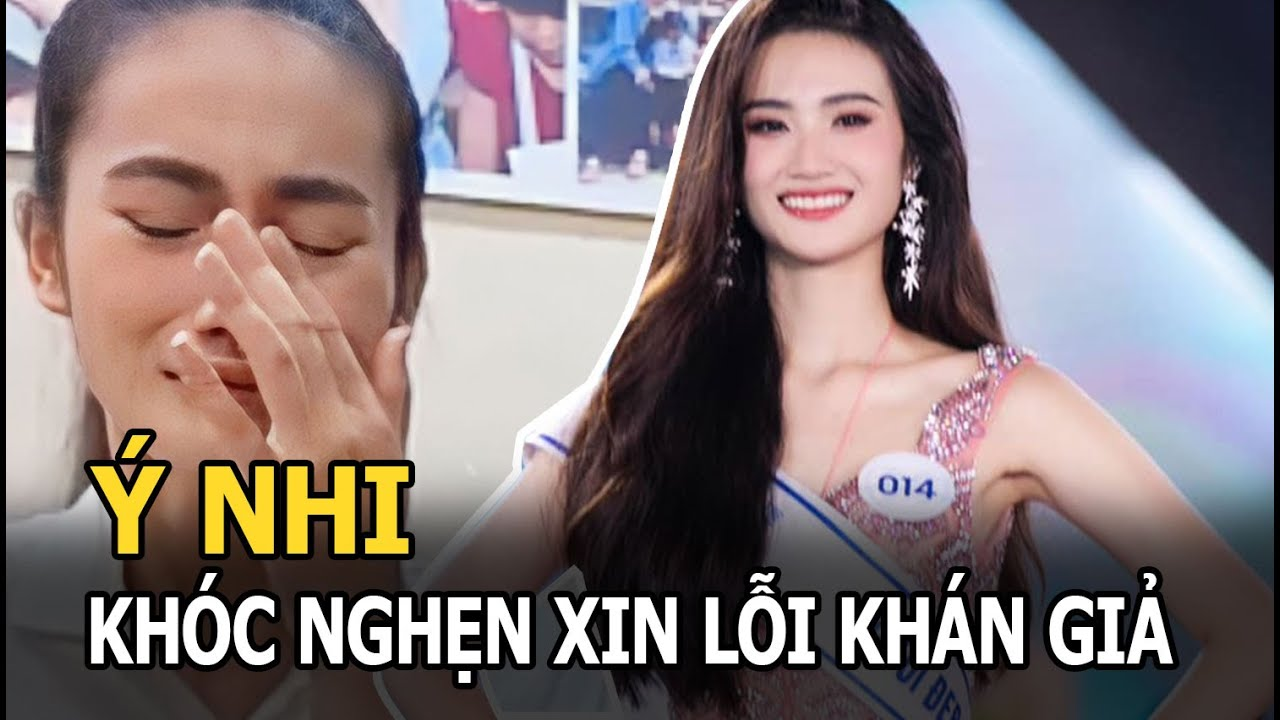 014
Ý NHI
KHÓC NGHẸN XIN LỖI KHÁN GIẢ